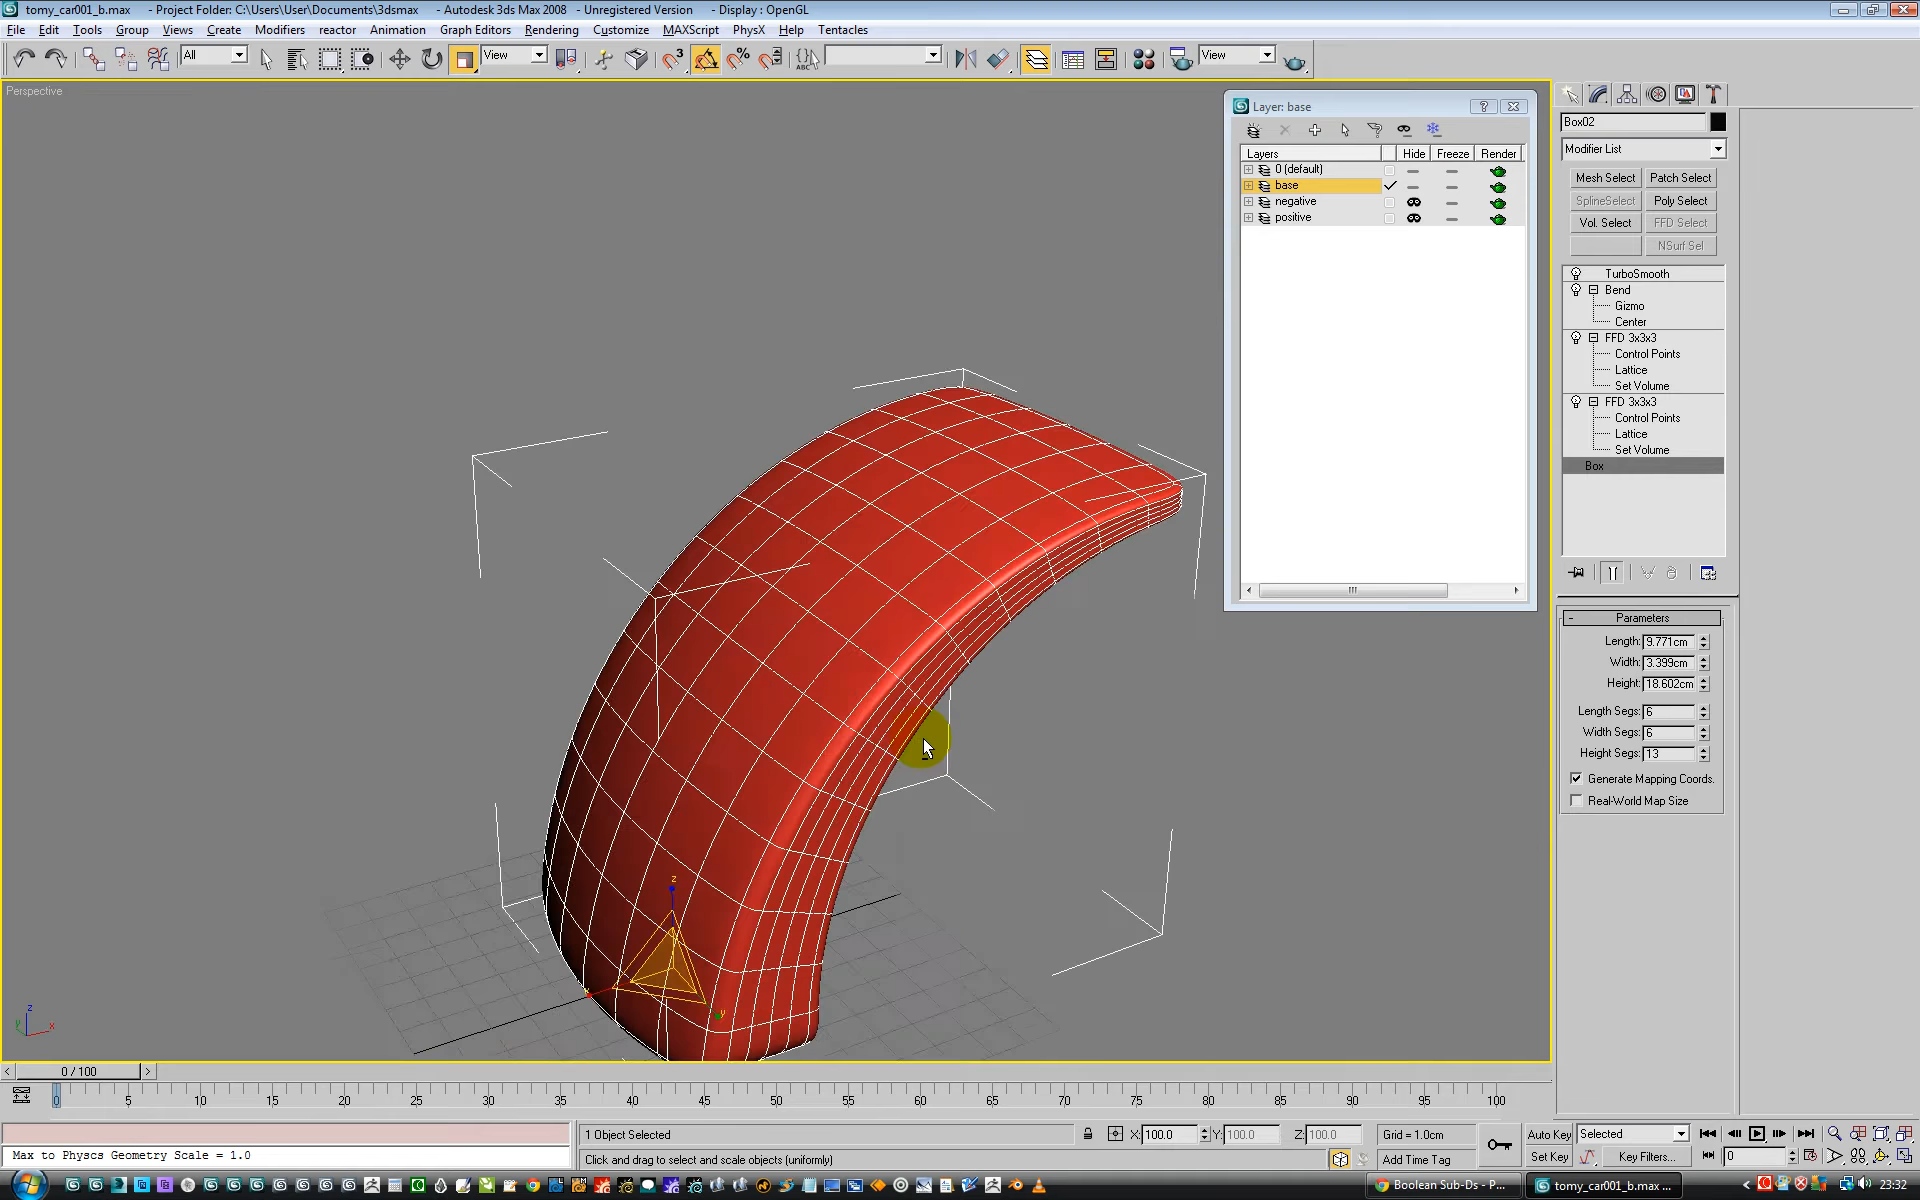 tomy_car001_b.max - Project Folder: C:\Users\User\Documents\3dsmax - Autodesk 3ds Max 2008 - Unregistered Version - Display : OpenGL
File Edit Tools Group Views Create Modifiers reactor Animation Graph Editors Rendering Customize MAXScript PhysX Help Tentacles
All View 3 % ABC View
Perspective
Layer: base
Layers Hide Freeze Render
0 (default)
base
negative
positive
Box02
Modifier List
Mesh Select Patch Select
SplineSelect Poly Select
Vol. Select FFD Select
NSurf Sel
TurboSmooth
Bend
Gizmo
Center
FFD 3x3x3
Control Points
Lattice
Set Volume
FFD 3x3x3
Control Points
Lattice
Set Volume
Box
Parameters
Length: 9.771cm
Width: 3.399cm
Height: 18.602cm
Length Segs: 6
Width Segs: 6
Height Segs: 13
Generate Mapping Coords.
Real-World Map Size
z
x
y
z
y x
0 / 100
0 5 10 15 20 25 30 35 40 45 50 55 60 65 70 75 80 85 90 95 100
1 Object Selected X: 100.0 Y: 100.0 Z: 100.0 Grid = 1.0cm Auto Key Selected
Max to Physcs Geometry Scale = 1.0 Click and drag to select and scale objects (uniformly) Add Time Tag Set Key Key Filters... 0
Boolean Sub-Ds - P... tomy_car001_b.max ... 23:32